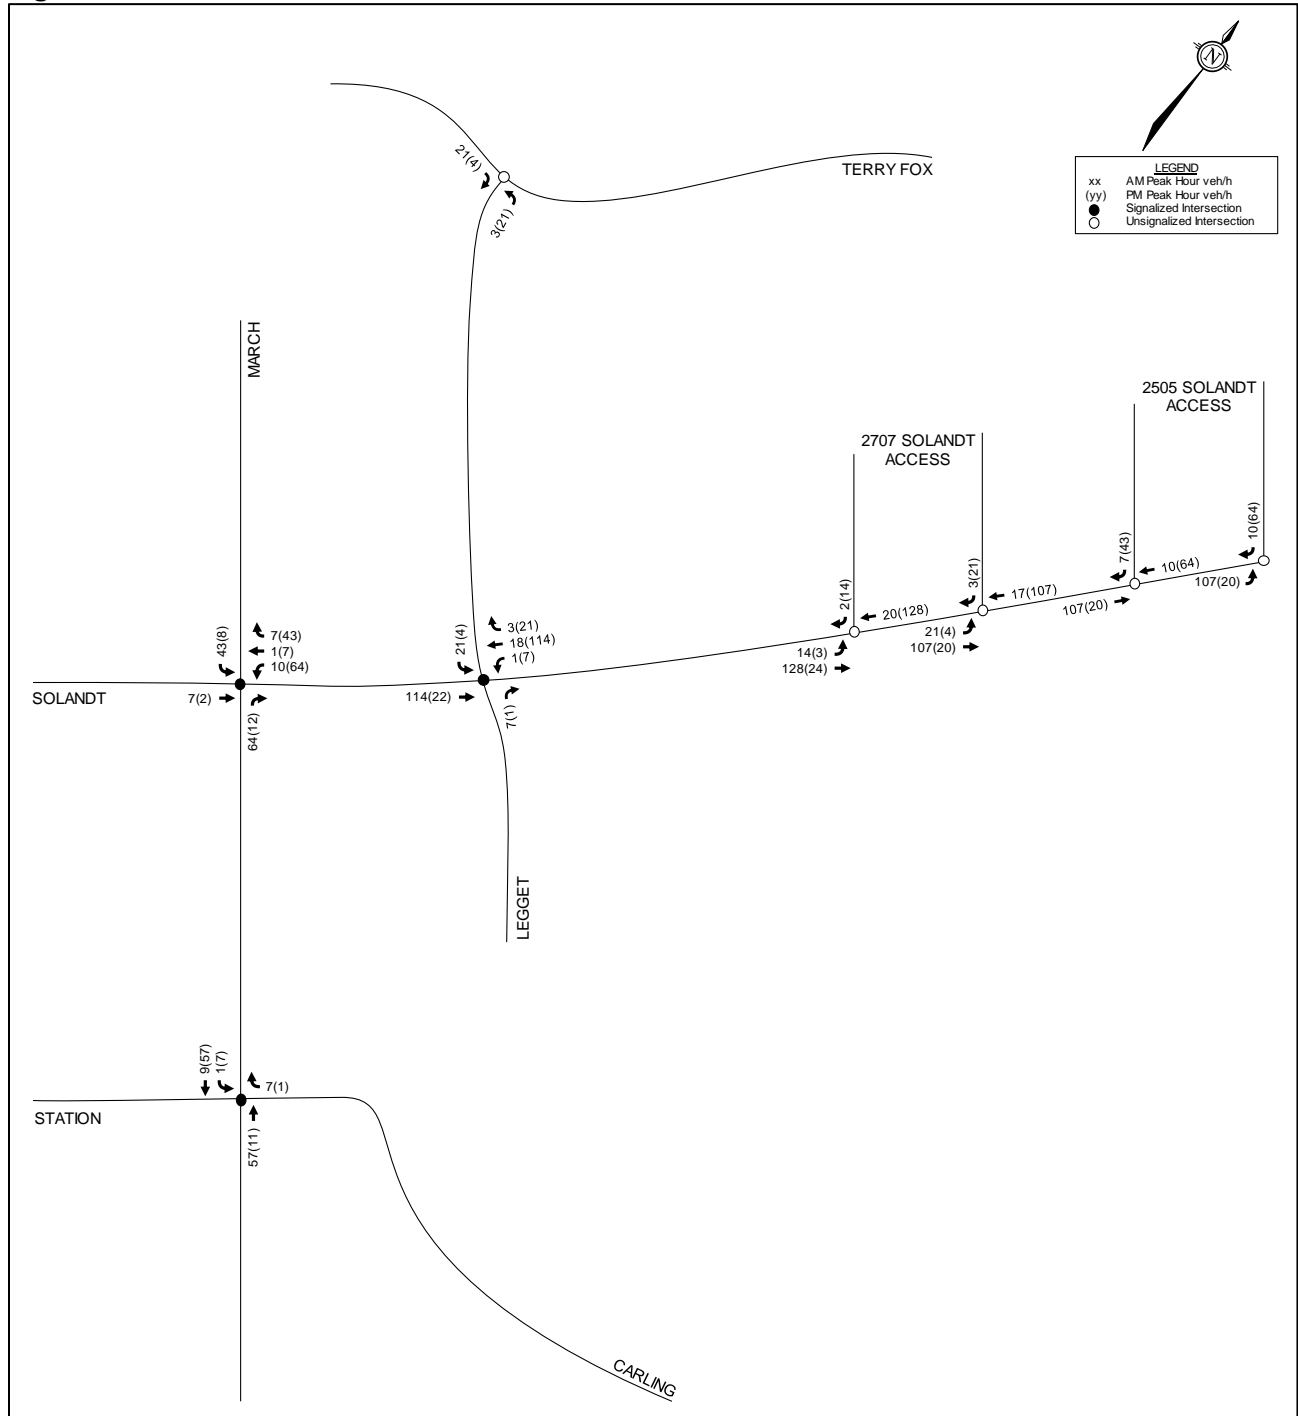 N
LEGEND
xx AM Peak Hour veh/h
(yy) PM Peak Hour veh/h
Signalized Intersection
Unsignalized Intersection
TERRY FOX
21(4)
3(21)
MARCH
2505 SOLANDT
ACCESS
2707 SOLANDT
ACCESS
10(64)
107(20)
7(43)
10(64)
107(20)
3(21)
17(107)
21(4)
107(20)
2(14)
20(128)
14(3)
128(24)
21(4)
3(21)
18(114)
1(7)
114(22)
7(1)
43(8)
7(43)
1(7)
10(64)
7(2)
64(12)
SOLANDT
LEGGET
9(57)
1(7)
7(1)
57(11)
STATION
CARLING